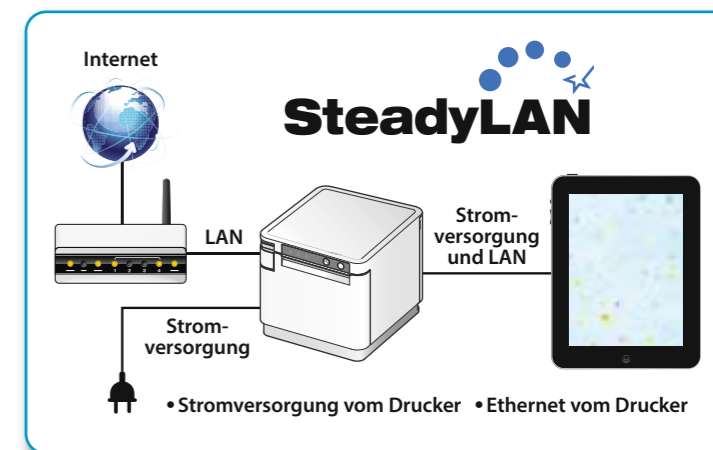 Internet
SteadyLAN
LAN
Strom-
versorgung
und LAN
Strom-
versorgung
•Stromversorgung vom Drucker •Ethernet vom Drucker